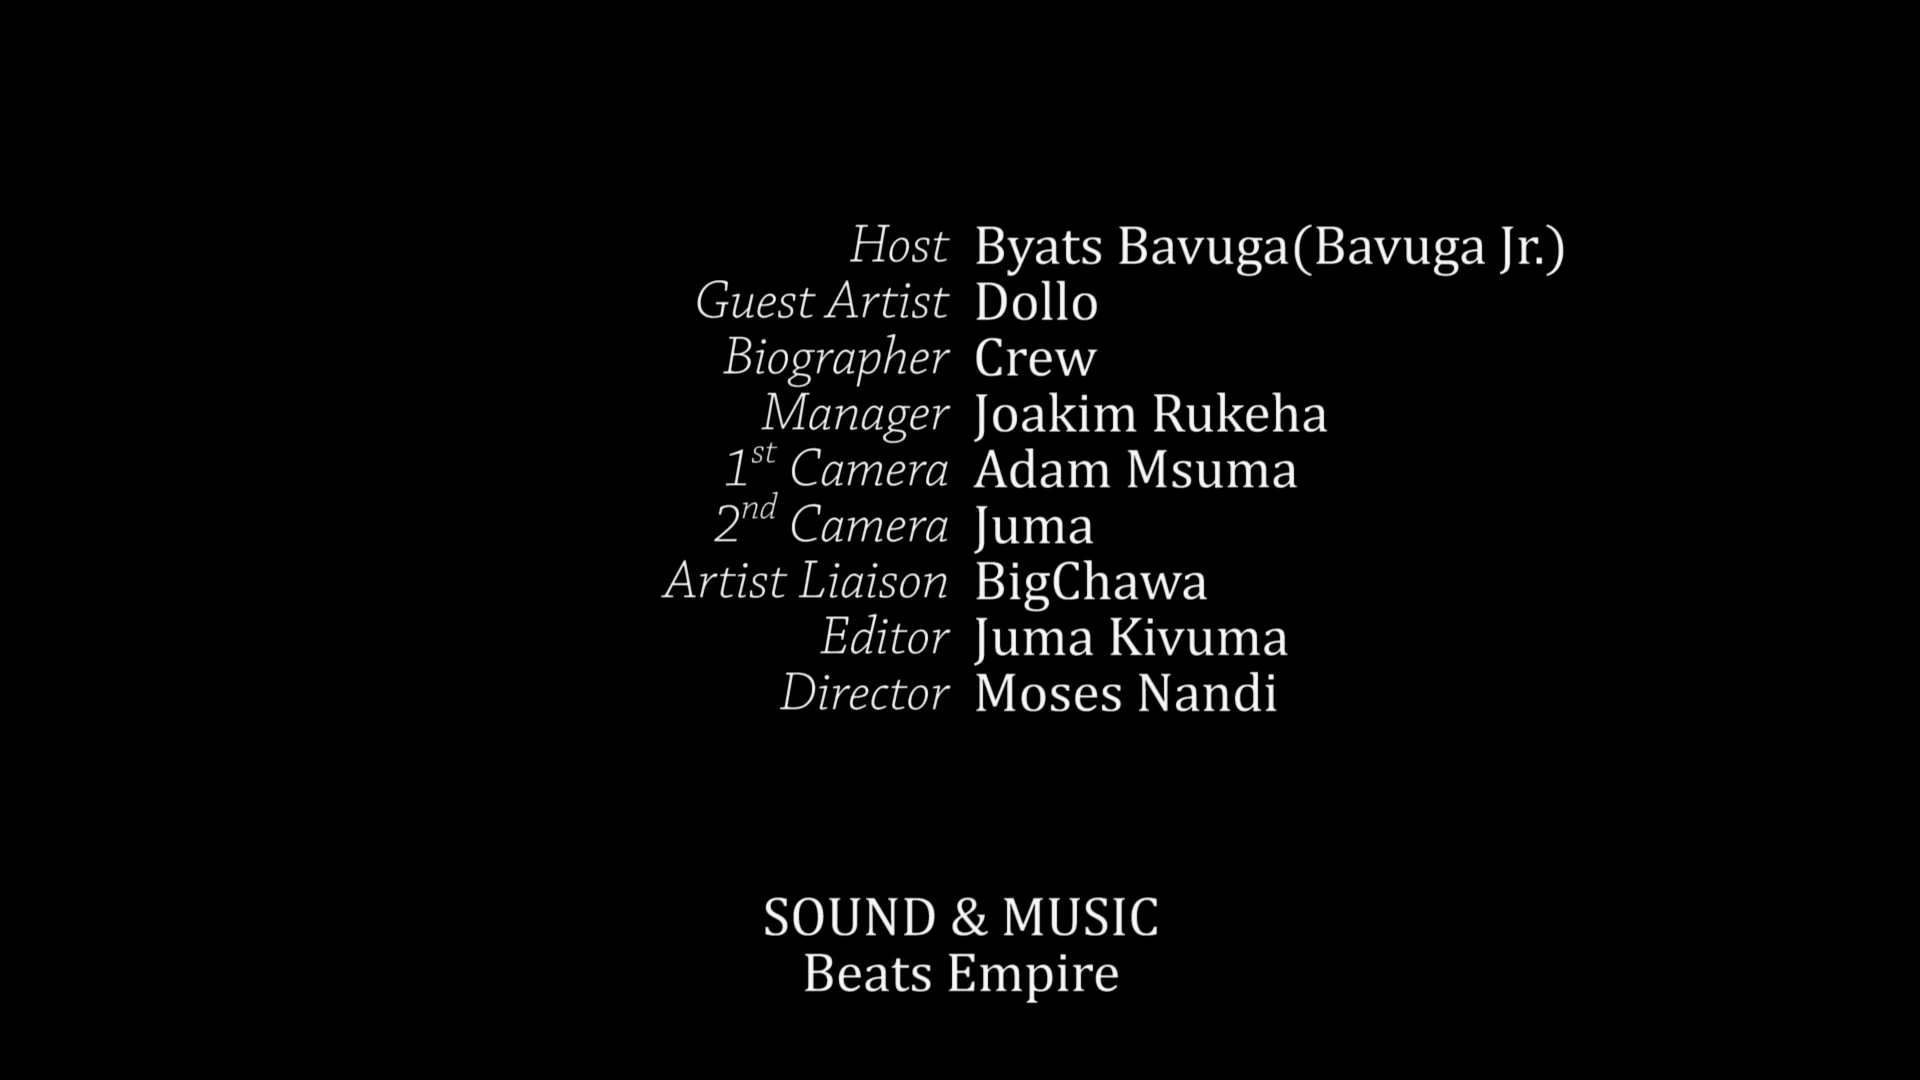 Host Byats Bavuga(Bavuga Jr.)
Guest Artist Dollo
Biographer Crew
Manager Joakim Rukeha
1st Camera Adam Msuma
2nd Camera Juma
Artist Liaison BigChawa
Editor Juma Kivuma
Director Moses Nandi
SOUND & MUSIC
Beats Empire